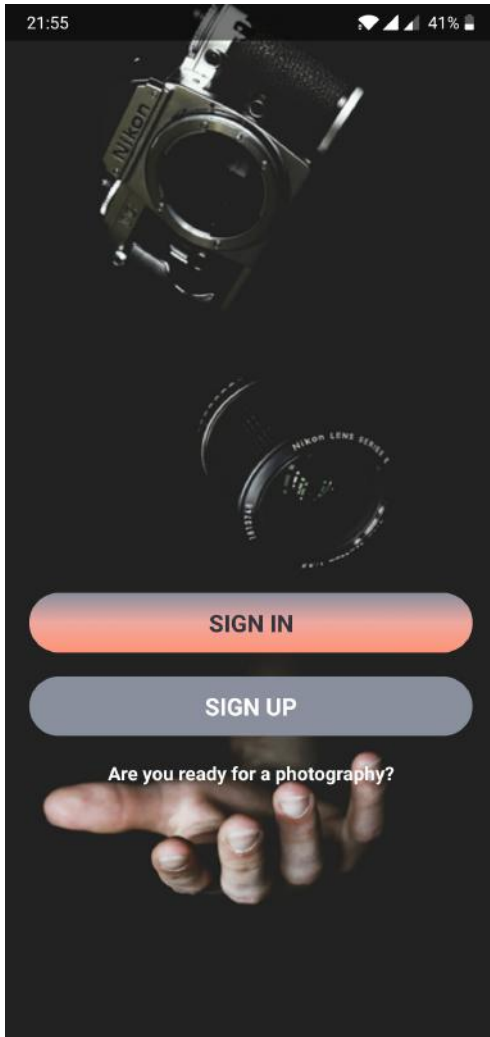 21:55
41%
Nikon
Nikon LENS SERIES E
SIGN IN
SIGN UP
Are you ready for a photography?